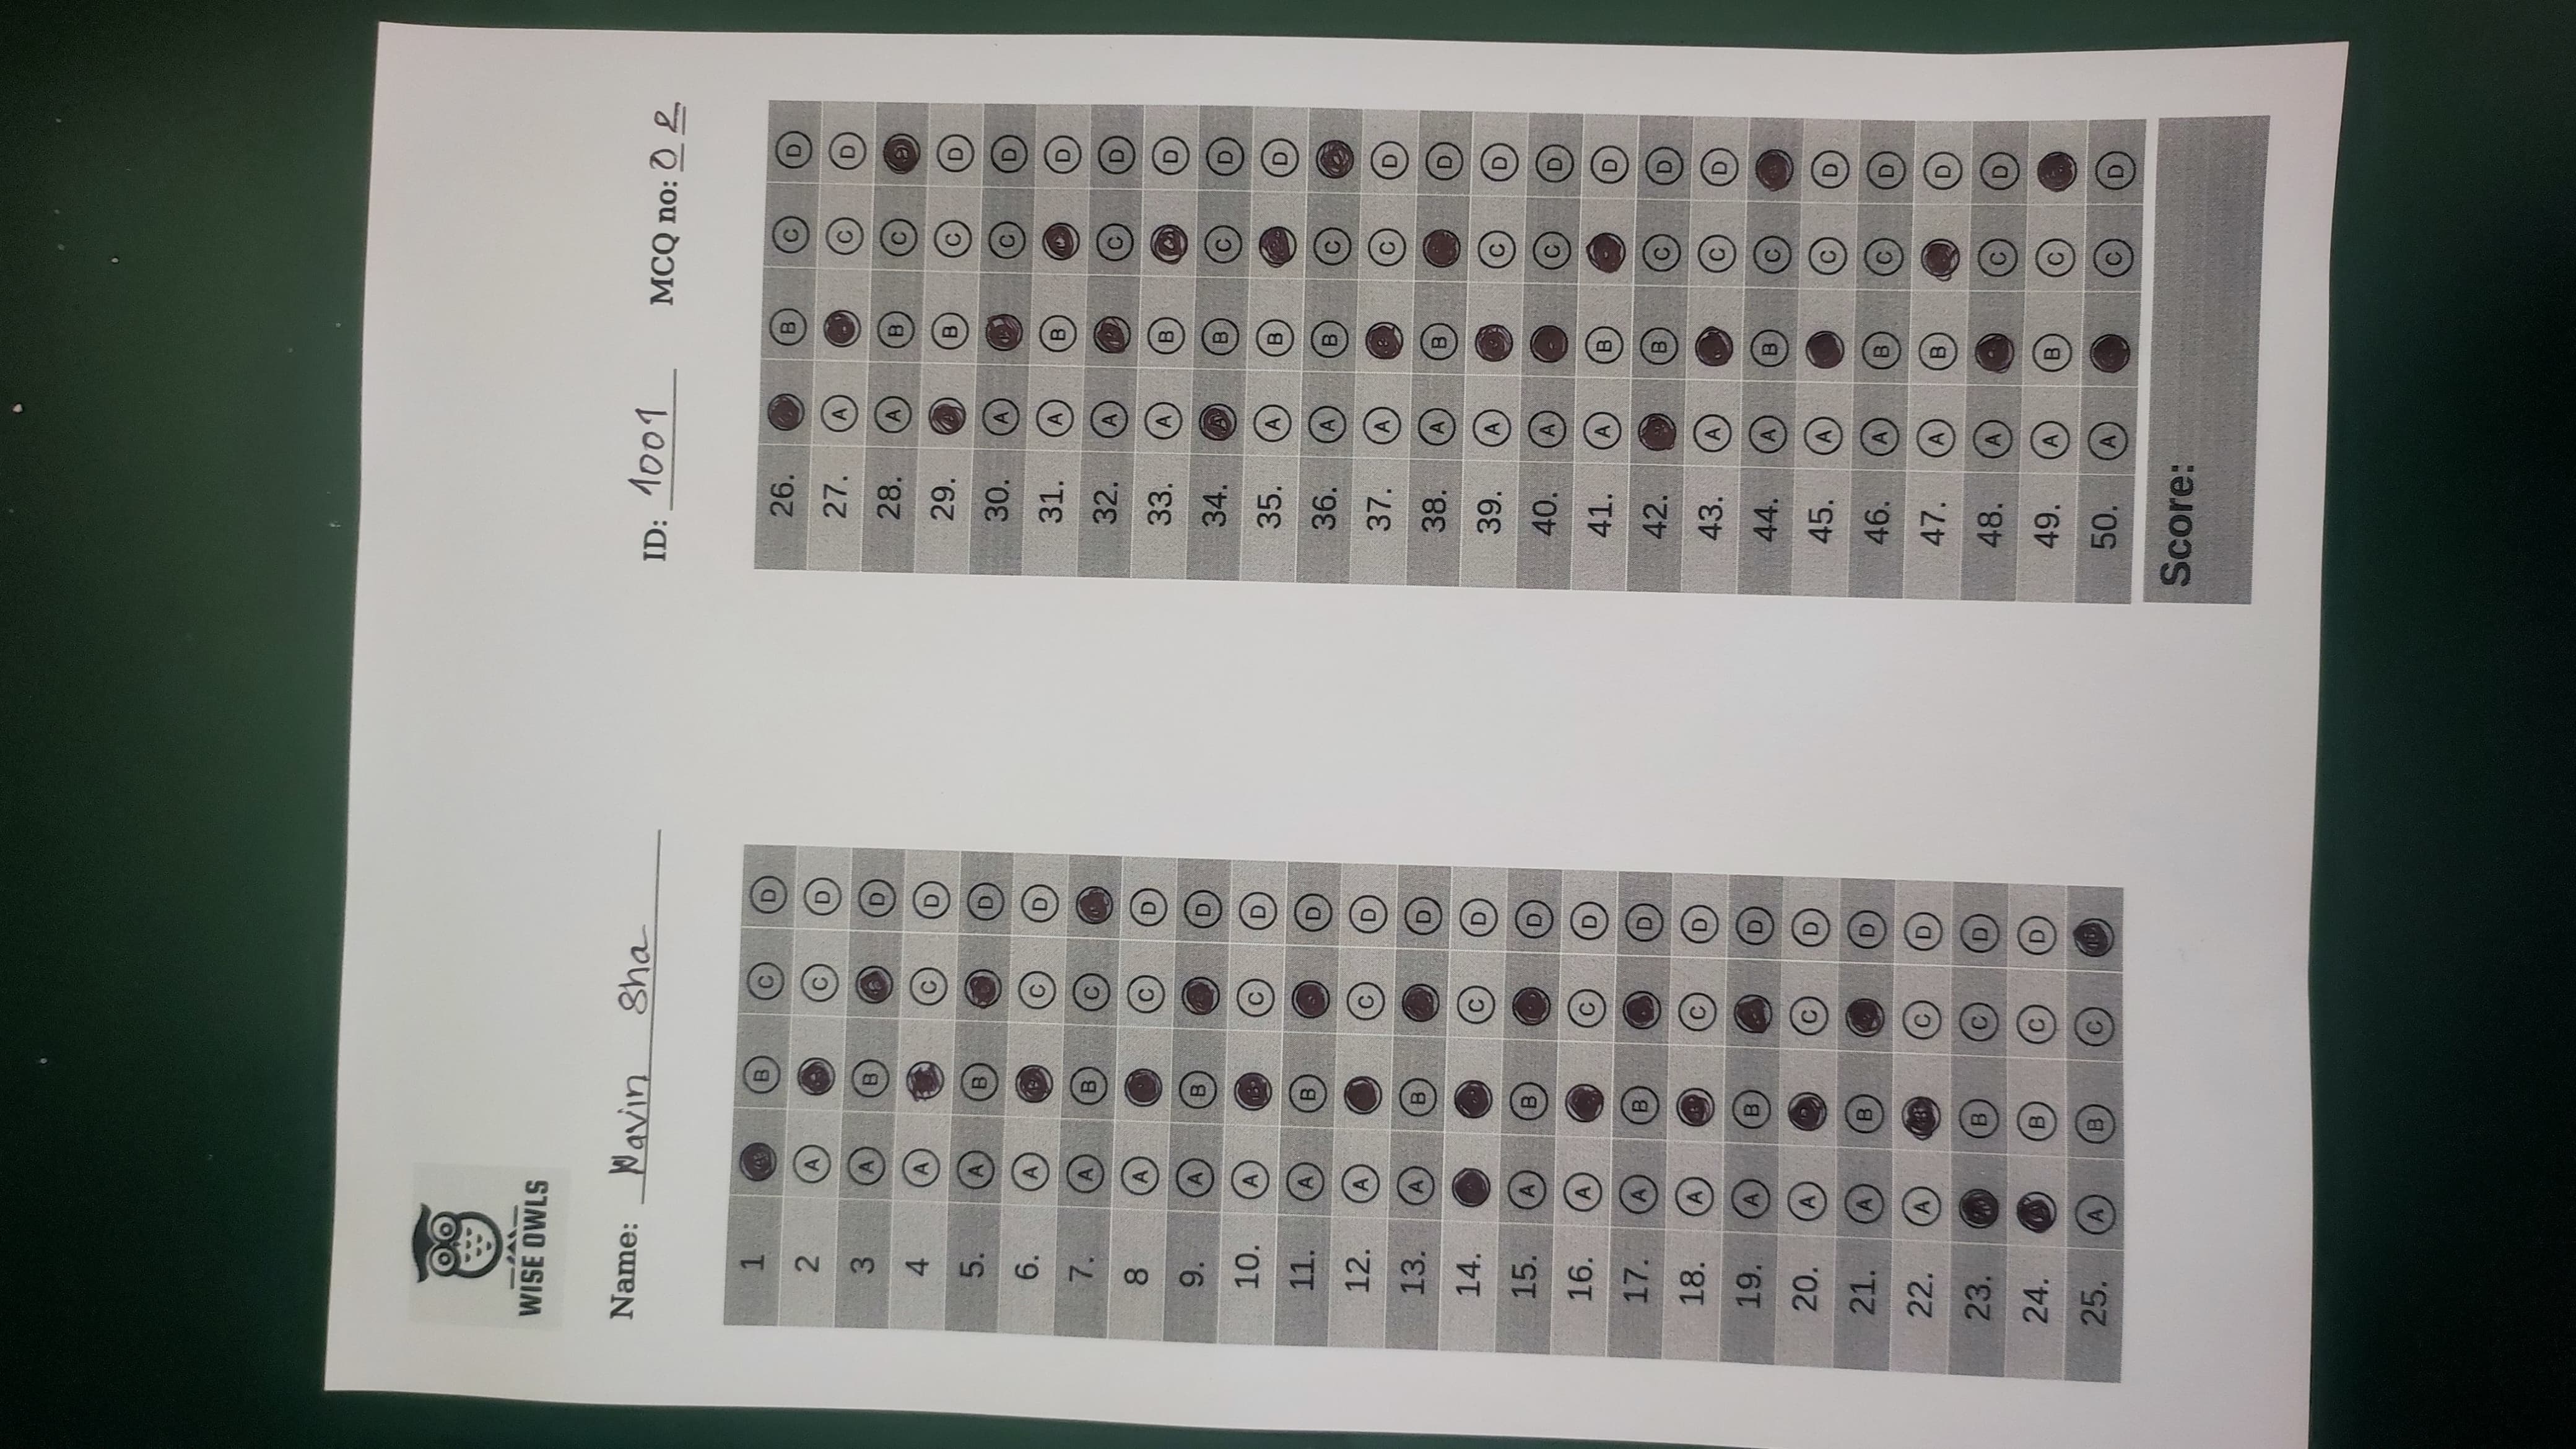 WISE OWLS
Name: Navin Sha
ID: 1001 MCQ no: 02
1 B C D
2 A C D
3 A B D
4 A C D
5. A B D
6. A C D
7. A B C
8 A C D
9. A B D
10. A C D
11. A B D
12. A C D
13. A B D
14. C D
15. A B D
16. A C D
17. A B D
18. A C D
19. A B D
20. A C D
21. A B D
22. A C D
23. B C D
24. B C D
25. A B C
26. B C D
27. A C D
28. A B C
29. B C D
30. A C D
31. A B D
32. A C D
33. A B D
34. A B C D
35. A B D
36. A B C
37. A C D
38. A B D
39. A C D
40. A C D
41. A B D
42. B C D
43. A C D
44. A B C
45. A C D
46. A B C D
47. A B D
48. A C D
49. A B C
50. A C D
Score: